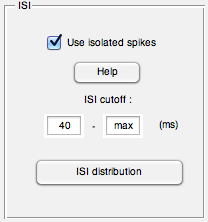 ISI
Use isolated spikes
Help
ISI cutoff :
40 - max (ms)
ISI distribution